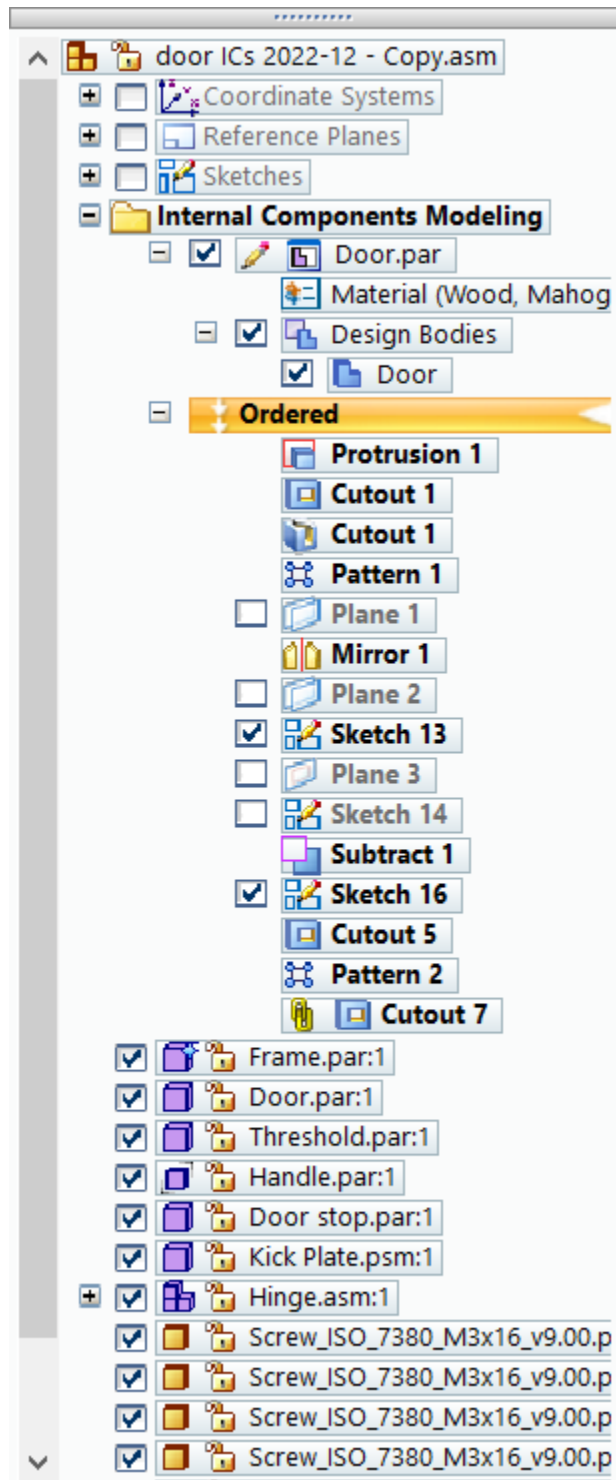 door ICs 2022-12 - Copy.asm
Coordinate Systems
Reference Planes
Sketches
Internal Components Modeling
Door.par
Material (Wood, Mahog
Design Bodies
Door
Ordered
Protrusion 1
Cutout 1
Cutout 1
Pattern 1
Plane 1
Mirror 1
Plane 2
Sketch 13
Plane 3
Sketch 14
Subtract 1
Sketch 16
Cutout 5
Pattern 2
Cutout 7
Frame.par:1
Door.par:1
Threshold.par:1
Handle.par:1
Door stop.par:1
Kick Plate.psm:1
Hinge.asm:1
Screw_ISO_7380_M3x16_v9.00.p
Screw_ISO_7380_M3x16_v9.00.p
Screw_ISO_7380_M3x16_v9.00.p
Screw_ISO_7380_M3x16_v9.00.p